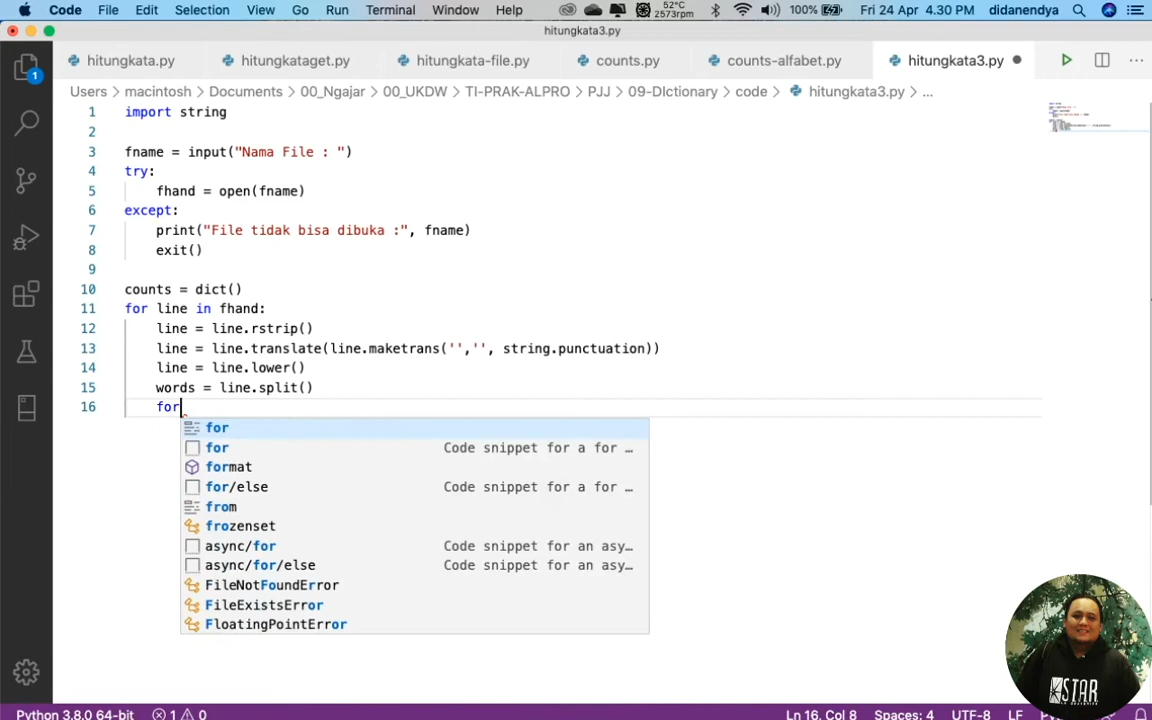 Code File Edit Selection View Go Run Terminal Window Help 52°C 2573rpm 100% Fri 24 Apr 4.30 PM didanendya
hitungkata3.py
hitungkata.py hitungkataget.py hitungkata-file.py counts.py counts-alfabet.py hitungkata3.py
1
Users > macintosh > Documents > 00_Ngajar > 00_UKDW > TI-PRAK-ALPRO > PJJ > 09-DIctionary > code > hitungkata3.py > ...
1 import string
2
3 fname = input("Nama File : ")
4 try:
5 fhand = open(fname)
6 except:
7 print("File tidak bisa dibuka :", fname)
8 exit()
9
10 counts = dict()
11 for line in fhand:
12 line = line.rstrip()
13 line = line.translate(line.maketrans('','', string.punctuation))
14 line = line.lower()
15 words = line.split()
16 for
for
for Code snippet for a for …
format
for/else Code snippet for a for …
from
frozenset
async/for Code snippet for an asy…
async/for/else Code snippet for an asy…
FileNotFoundError
FileExistsError
FloatingPointError
STAR
Python 3.8.0 64-bit 1 0 Ln 16, Col 8 Spaces: 4 UTF-8 LF